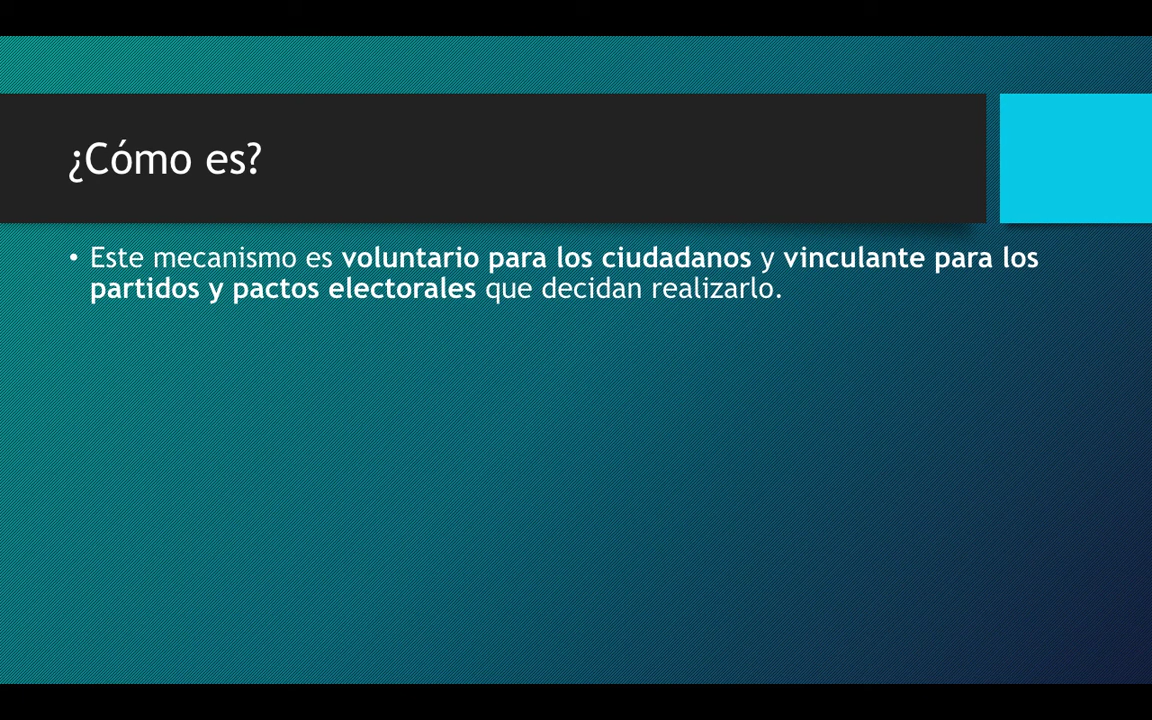 ¿Cómo es?
• Este mecanismo es voluntario para los ciudadanos y vinculante para los
partidos y pactos electorales que decidan realizarlo.